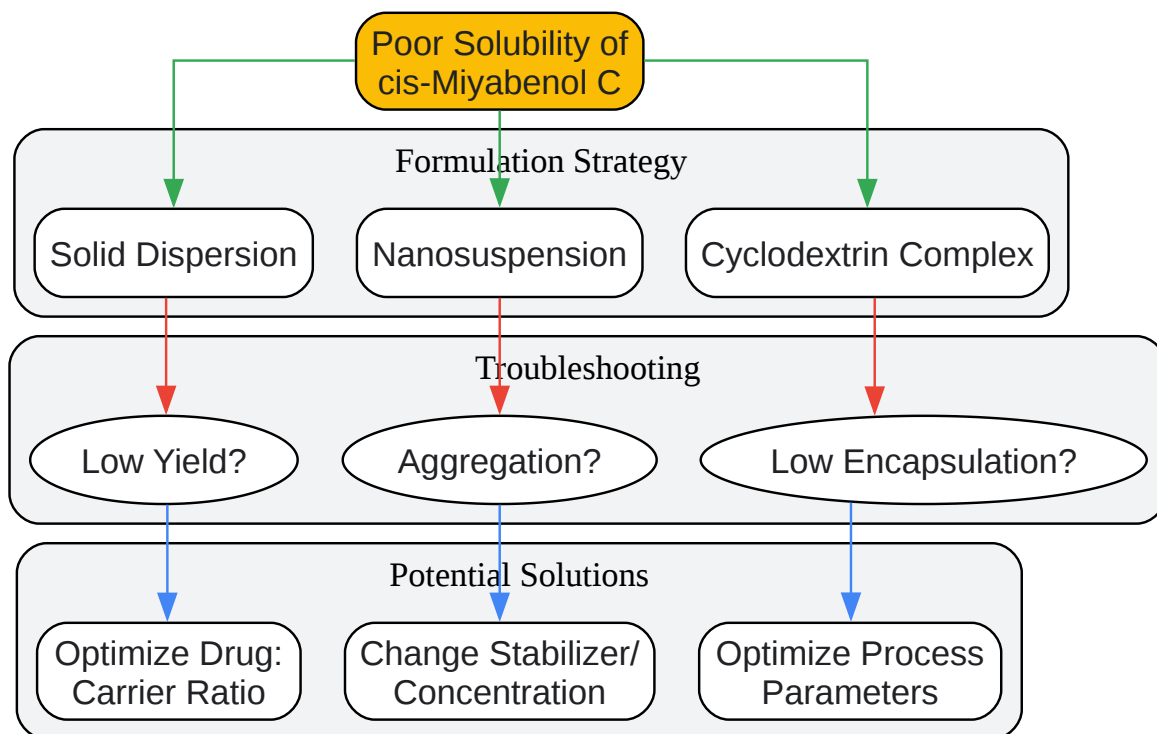 Poor Solubility of
cis-Miyabenol C
Formulation Strategy
Solid Dispersion
Nanosuspension
Cyclodextrin Complex
Troubleshooting
Low Yield?
Aggregation?
Low Encapsulation?
Potential Solutions
Optimize Drug:
Carrier Ratio
Change Stabilizer/
Concentration
Optimize Process
Parameters